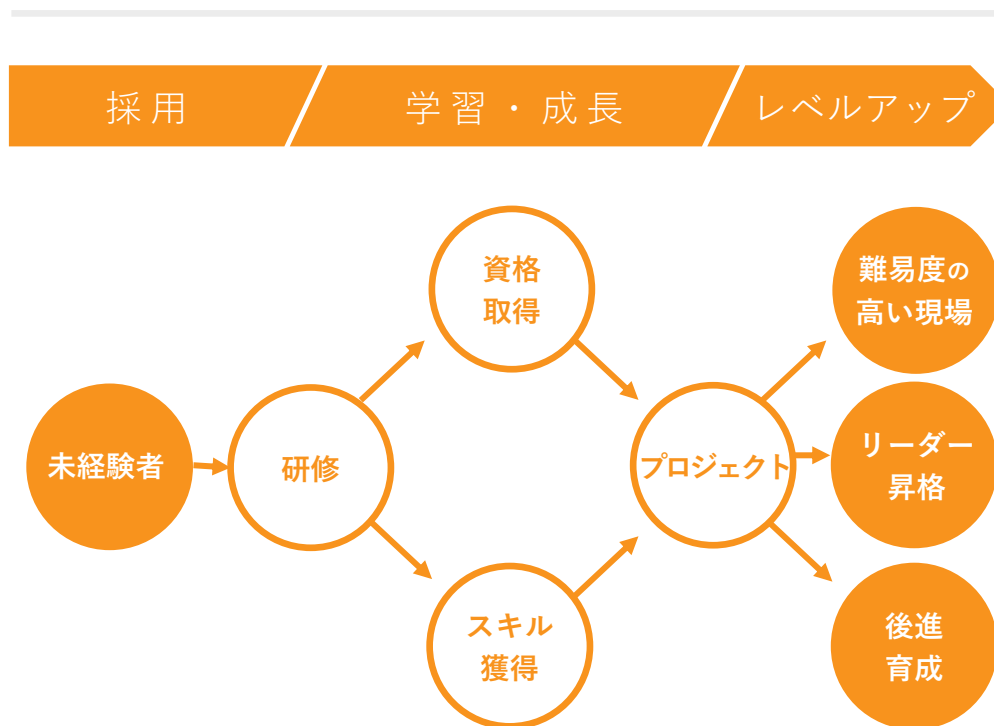 採用
学習・成長
レベルアップ
資格
取得
難易度の
高い現場
未経験者
研修
プロジェクト
リーダー
昇格
スキル
獲得
後進
育成